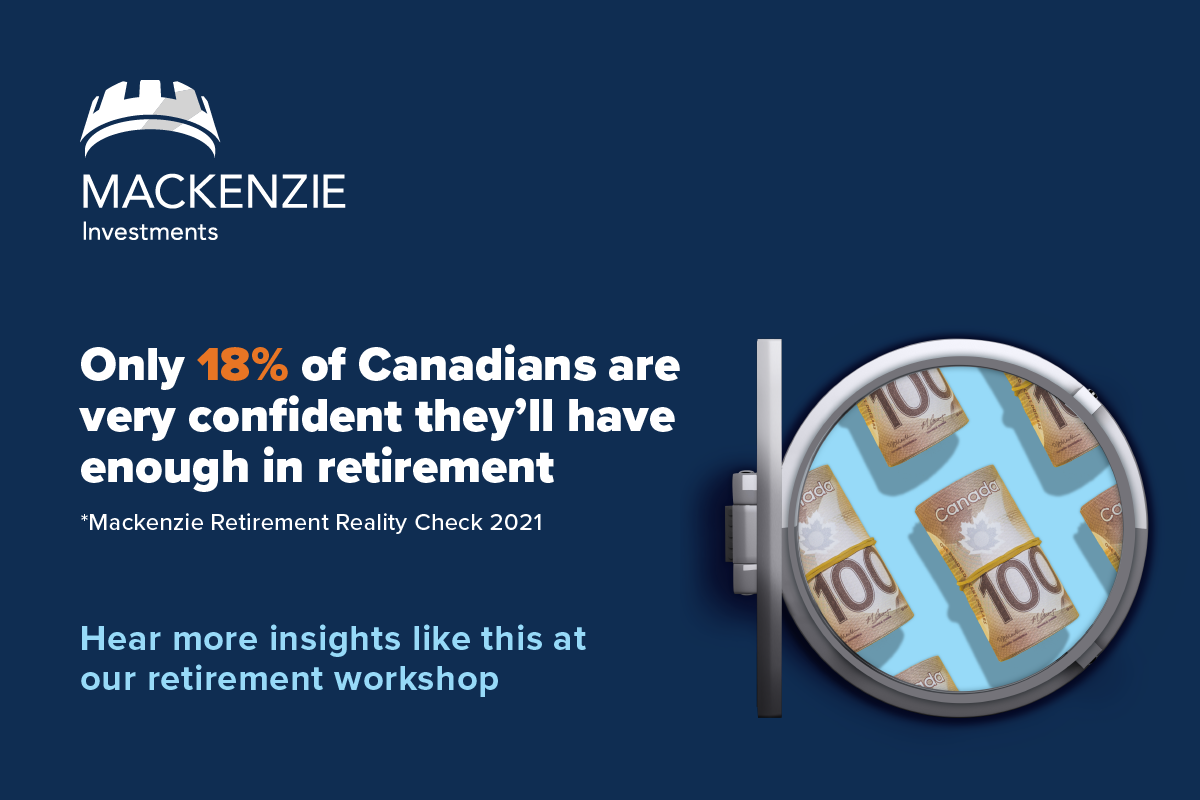 MACKENZIE
Investments
Only 18% of Canadians are
very confident they’ll have
enough in retirement
*Mackenzie Retirement Reality Check 2021
Hear more insights like this at
our retirement workshop
100
100
Canada
Canada
100
100